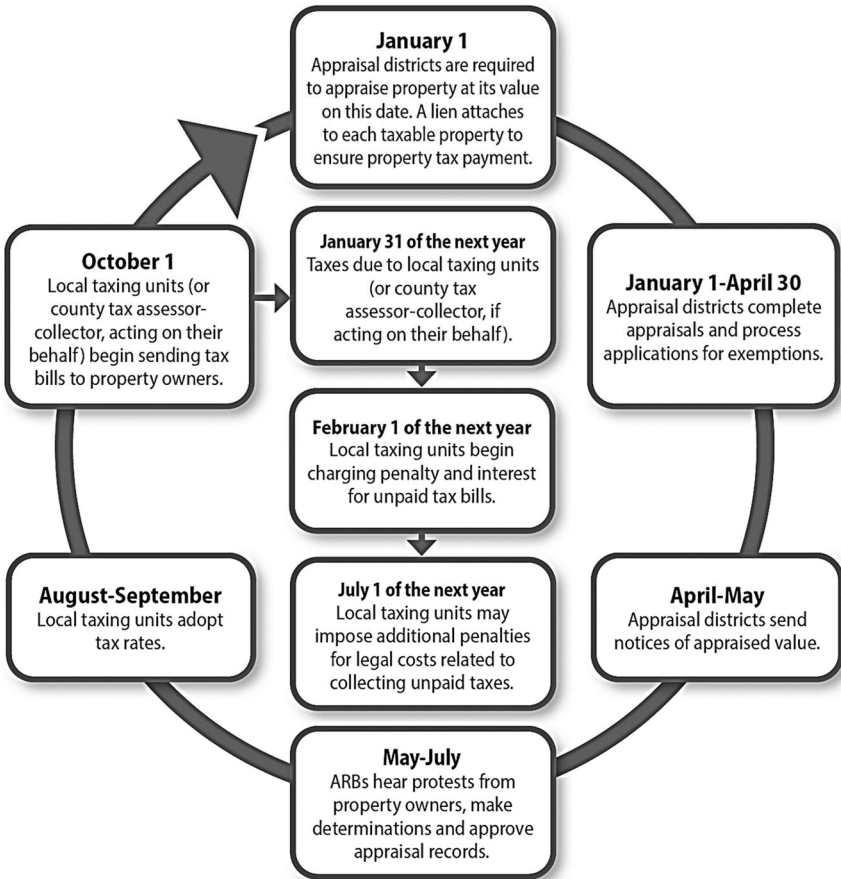 January 1
Appraisal districts are required
to appraise property at its value
on this date. A lien attaches
to each taxable property to
ensure property tax payment.
January 1-April 30
Appraisal districts complete
appraisals and process
applications for exemptions.
April-May
Appraisal districts send
notices of appraised value.
May-July
ARBs hear protests from
property owners, make
determinations and approve
appraisal records.
August-September
Local taxing units adopt
tax rates.
October 1
Local taxing units (or
county tax assessor-
collector, acting on their
behalf) begin sending tax
bills to property owners.
January 31 of the next year
Taxes due to local taxing units
(or county tax
assessor-collector, if
acting on their behalf).
February 1 of the next year
Local taxing units begin
charging penalty and interest
for unpaid tax bills.
July 1 of the next year
Local taxing units may
impose additional penalties
for legal costs related to
collecting unpaid taxes.